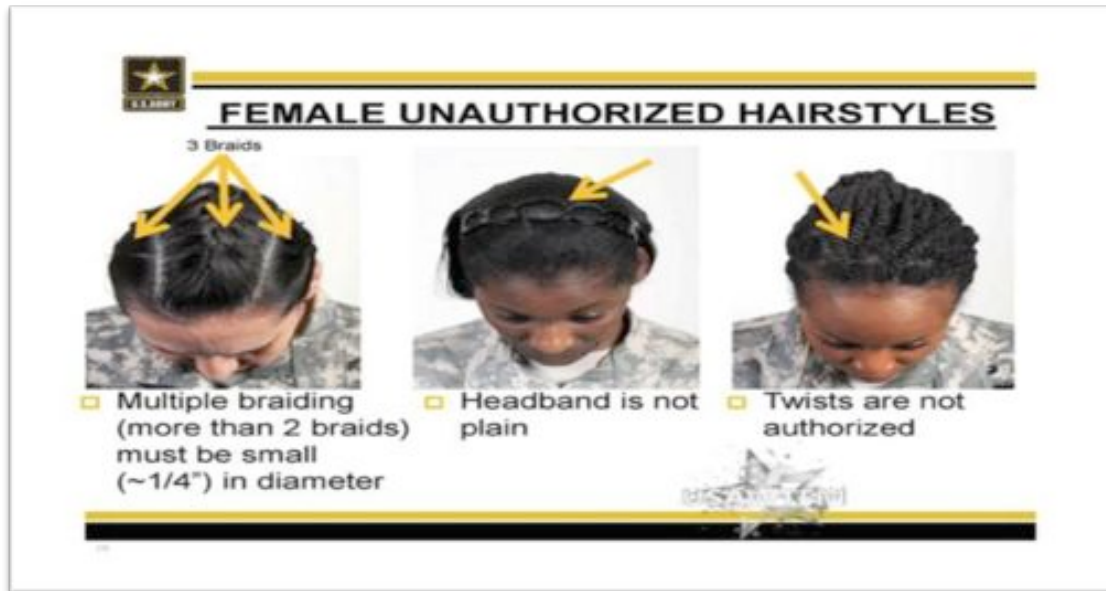 U.S. ARMY
FEMALE UNAUTHORIZED HAIRSTYLES
3 Braids
Multiple braiding
(more than 2 braids)
must be small
(~1/4") in diameter
Headband is not
plain
Twists are not
authorized